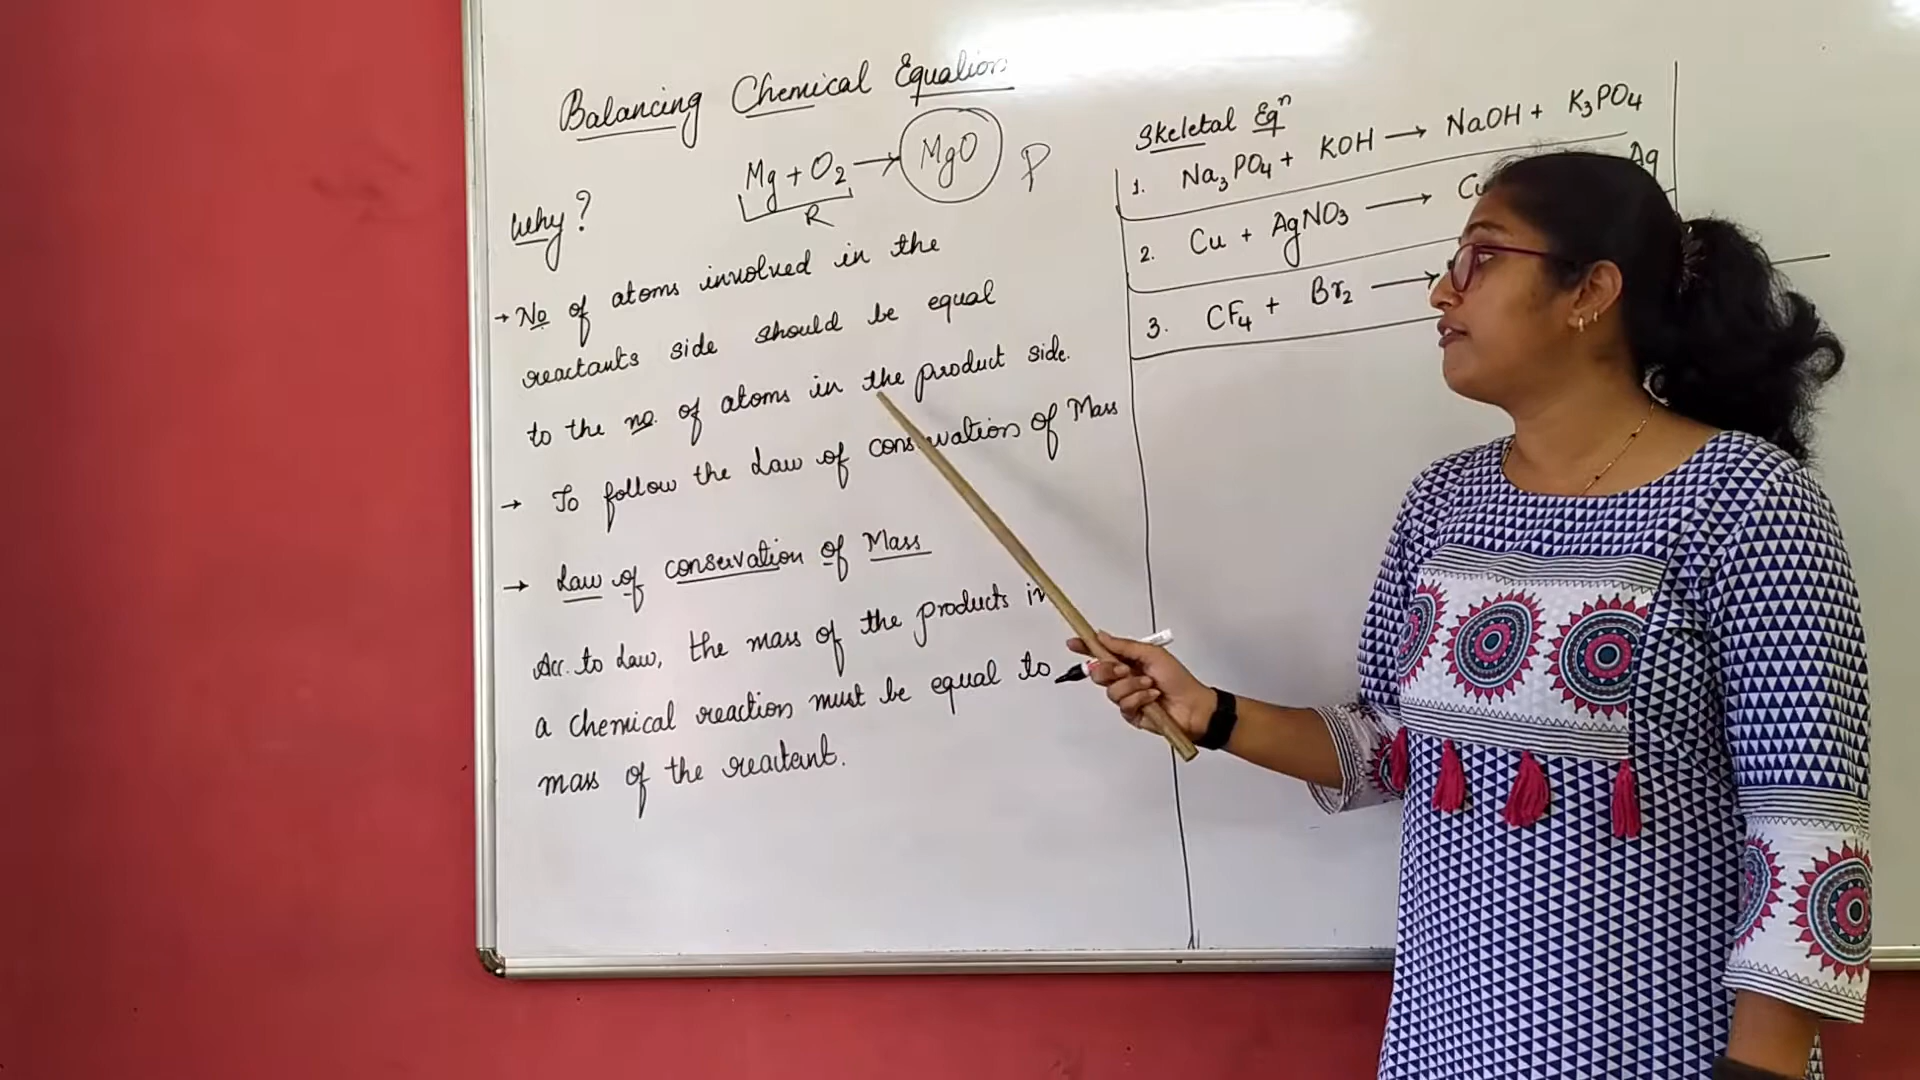 Balancing Chemical Equation
Mg + O₂ → MgO P
R
Why?
→ No of atoms involved in the
reactants side should be equal
to the no. of atoms in the product side.
→ To follow the Law of conservation of Mass
→ Law of conservation of Mass
Acc. to Law, the mass of the products in
a chemical reaction must be equal to
mass of the reactant.
Skeletal Eqⁿ
1. Na₃PO₄ + KOH → NaOH + K₃PO₄
2. Cu + AgNO₃ → Cu Ag
3. CF₄ + Br₂ →